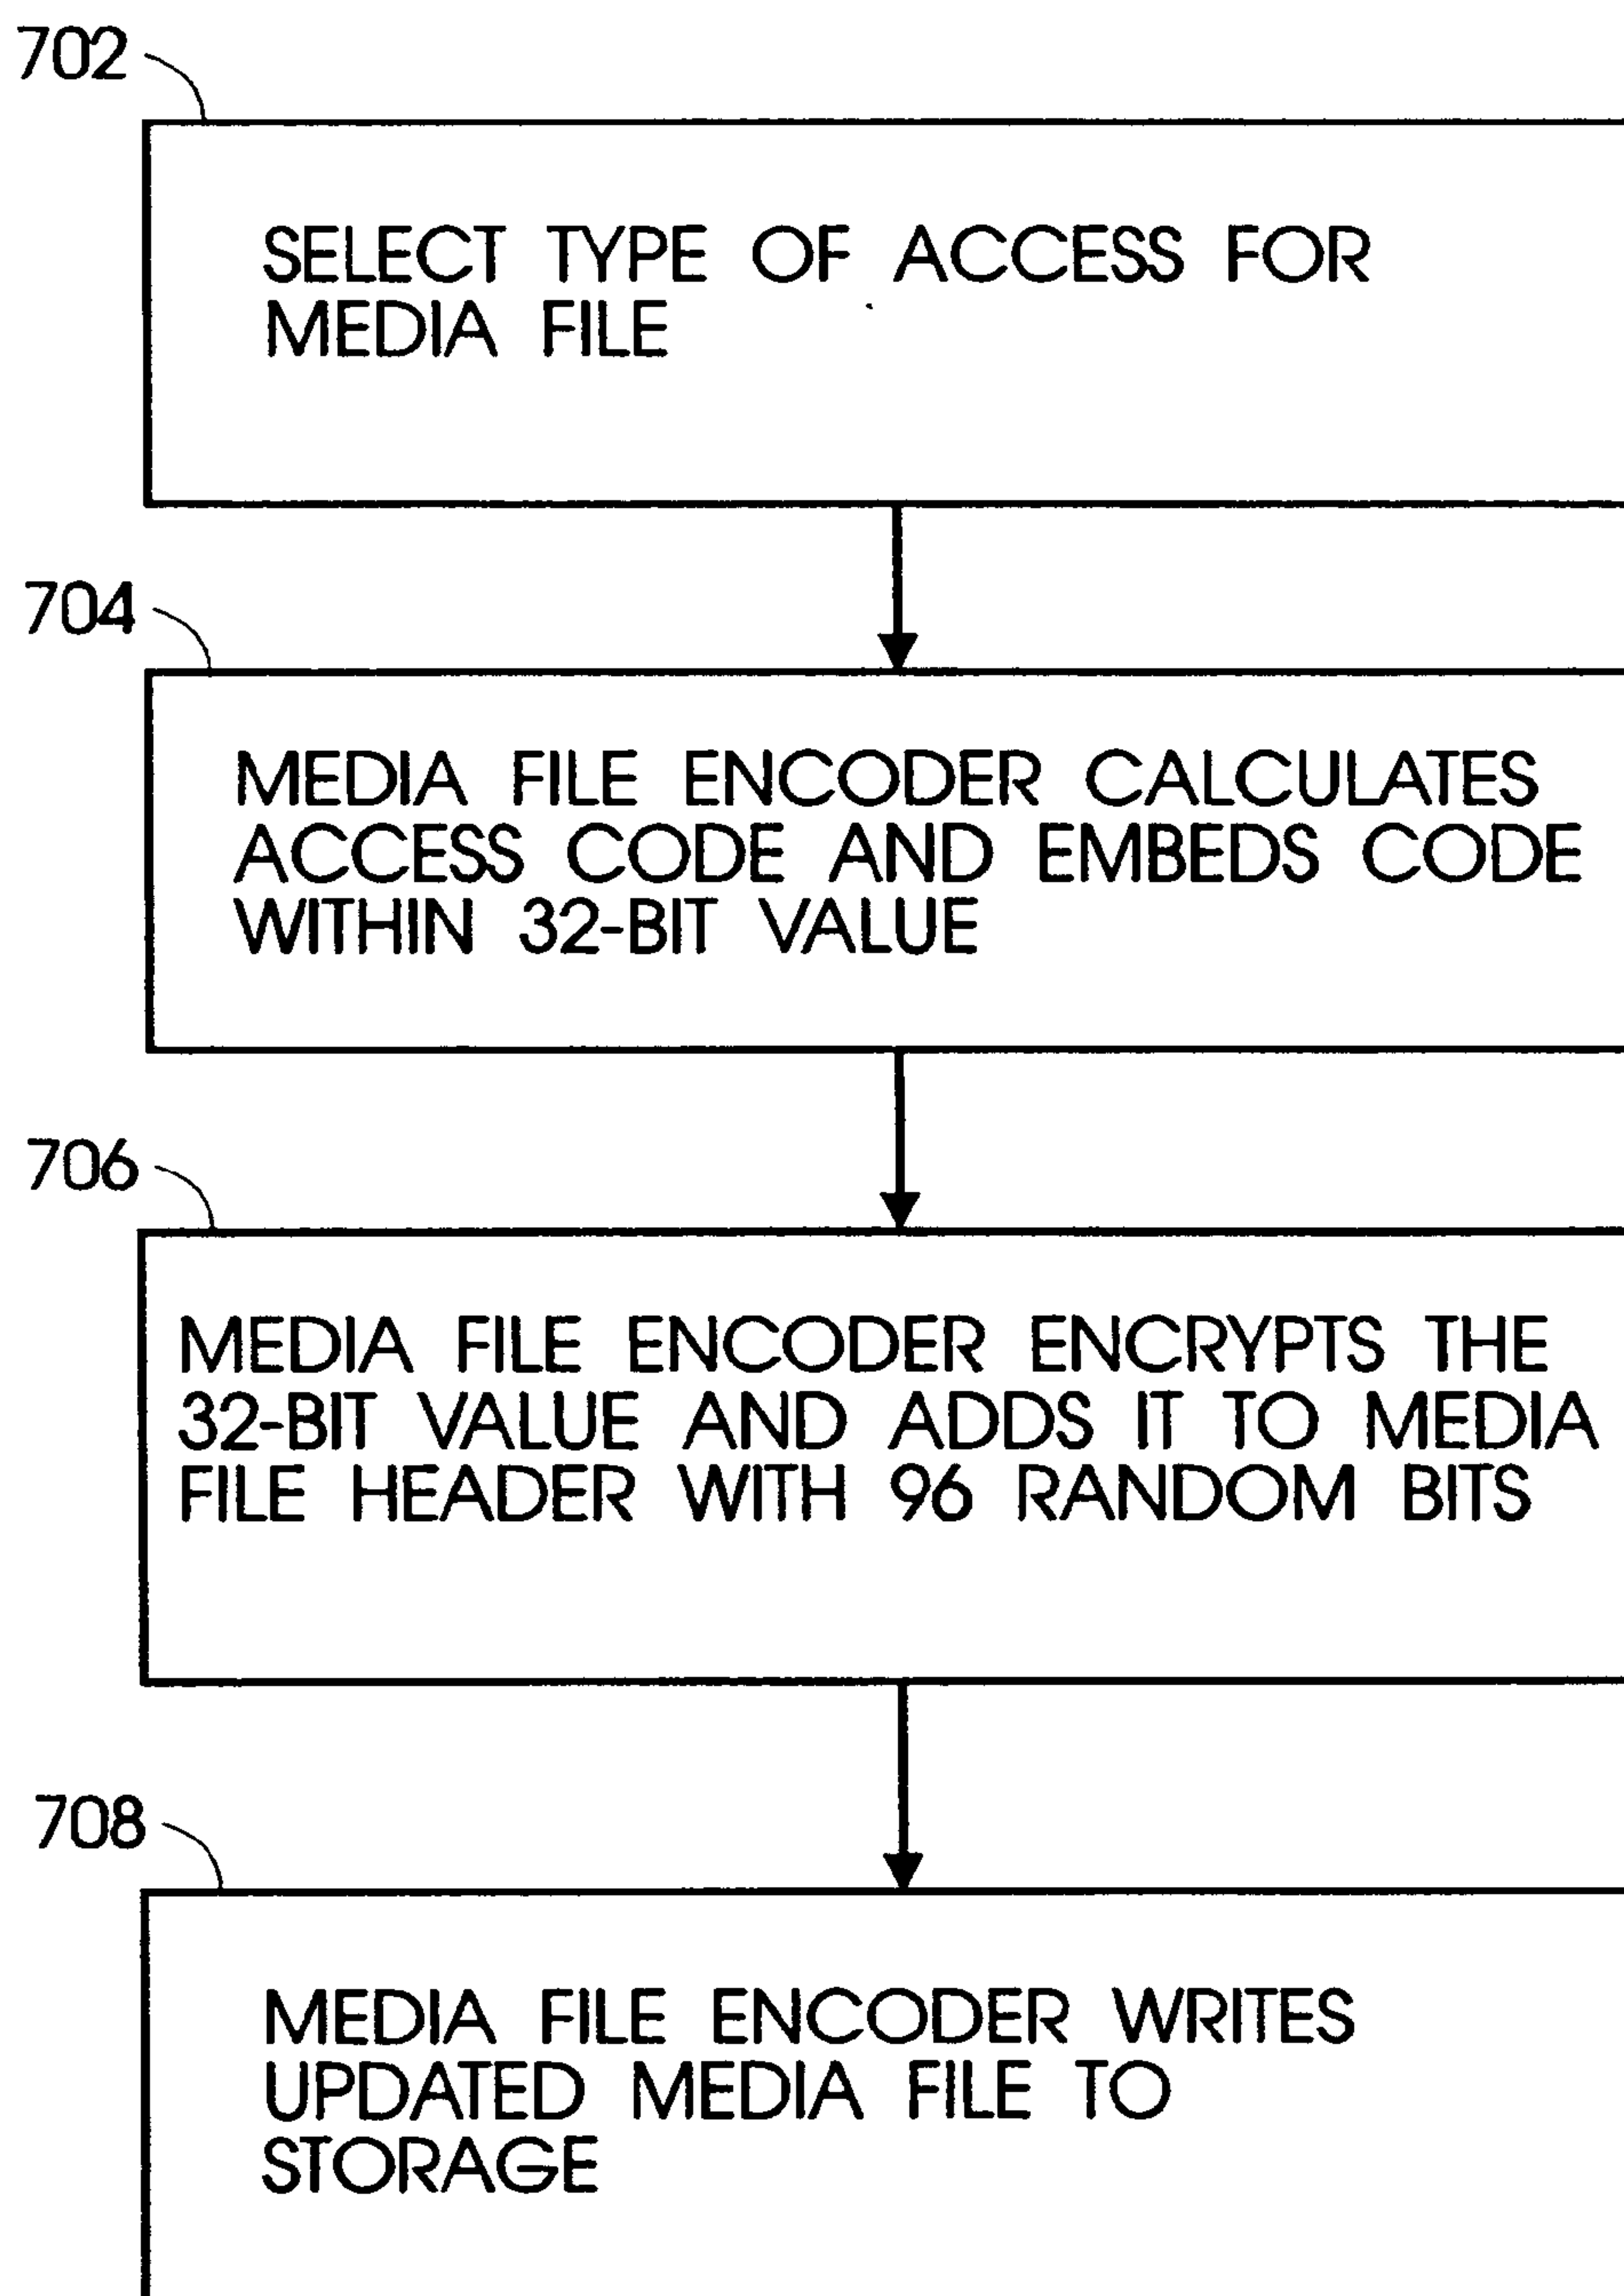 702
SELECT TYPE OF ACCESS FOR
MEDIA FILE
704
MEDIA FILE ENCODER CALCULATES
ACCESS CODE AND EMBEDS CODE
WITHIN 32-BIT VALUE
706
MEDIA FILE ENCODER ENCRYPTS THE
32-BIT VALUE AND ADDS IT TO MEDIA
FILE HEADER WITH 96 RANDOM BITS
708
MEDIA FILE ENCODER WRITES
UPDATED MEDIA FILE TO
STORAGE